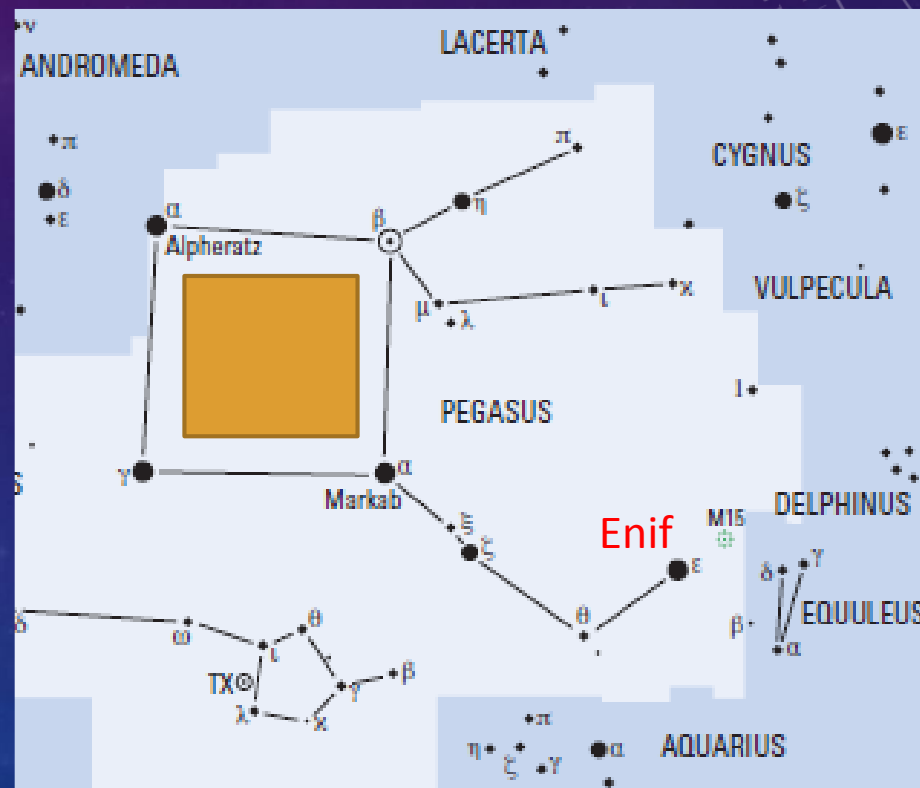 ν
LACERTA
ANDROMEDA
π
π
ε
CYGNUS
δ
η
ζ
ε
α
β
Alpheratz
κ
VULPECULA
ι
μ
λ
1
PEGASUS
γ
α
S
Markab
DELPHINUS
M15
ξ
Enif
ζ
ε
δ
γ
EQUULEUS
δ
θ
θ
β
ω
α
ι
β
TX
γ
λ
κ
π
η
α
AQUARIUS
ζ
γ